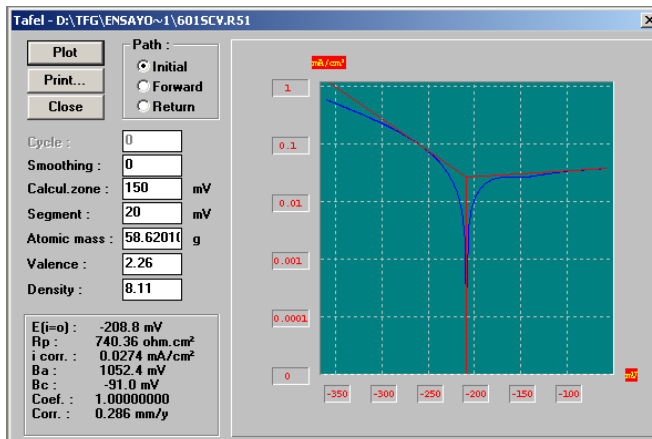 Tafel - D:\TFG\ENSAYO~1\601SCV.R51
Plot
Print...
Close
Path :
Initial
Forward
Return
Cycle : 0
Smoothing : 0
Calcul.zone : 150 mV
Segment : 20 mV
Atomic mass : 58.62010 g
Valence : 2.26
Density : 8.11
E(i=o) : -208.8 mV
Rp : 740.36 ohm.cm²
i corr. : 0.0274 mA/cm²
Ba : 1052.4 mV
Bc : -91.0 mV
Coef. : 1.00000000
Corr. : 0.286 mm/y
mA/cm²
1
0.1
0.01
0.001
0.0001
0
-350 -300 -250 -200 -150 -100
mV